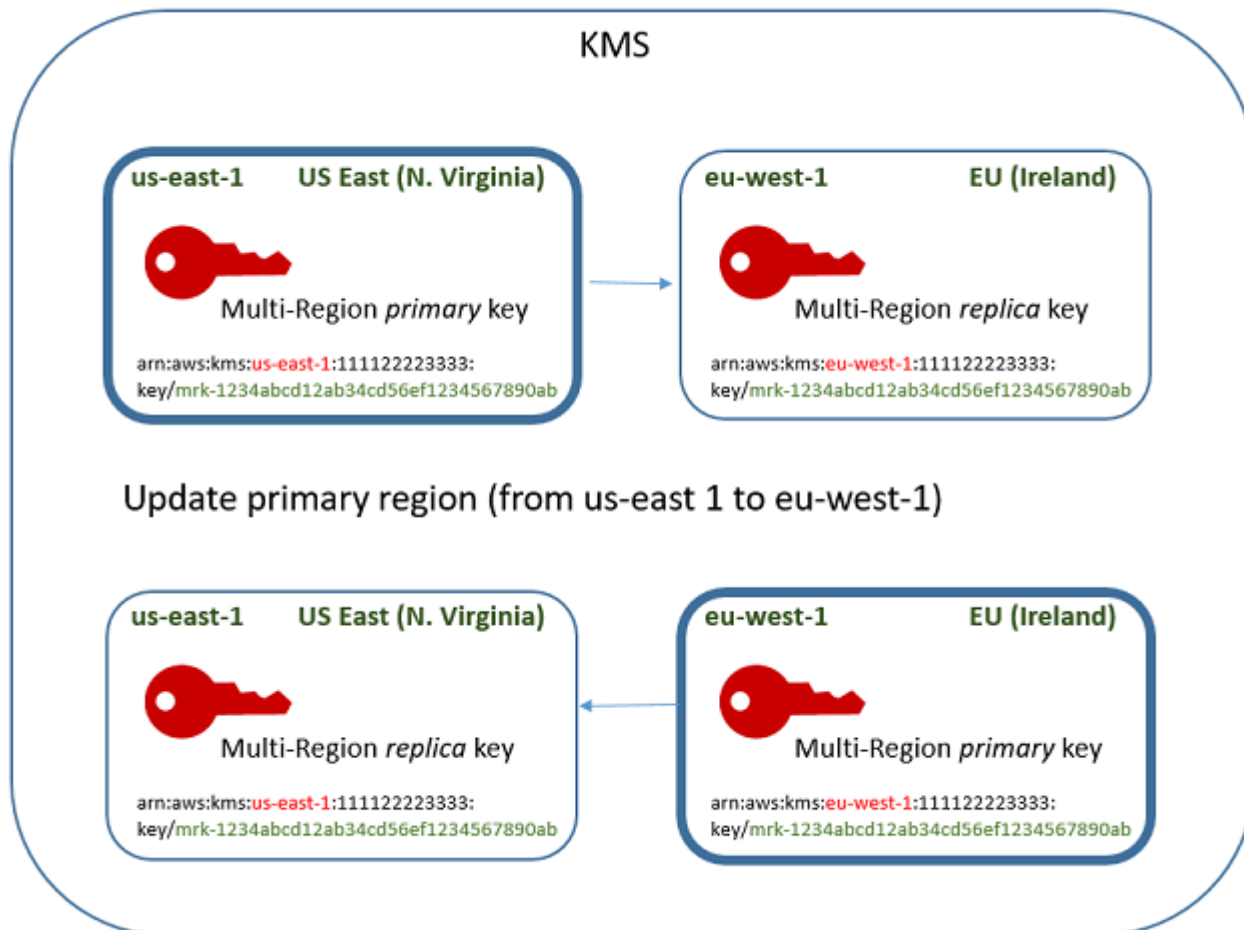 KMS
us-east-1 US East (N. Virginia)
Multi-Region primary key
arn:aws:kms:us-east-1:111122223333:
key/mrk-1234abcd12ab34cd56ef1234567890ab
eu-west-1 EU (Ireland)
Multi-Region replica key
arn:aws:kms:eu-west-1:111122223333:
key/mrk-1234abcd12ab34cd56ef1234567890ab
Update primary region (from us-east 1 to eu-west-1)
us-east-1 US East (N. Virginia)
Multi-Region replica key
arn:aws:kms:us-east-1:111122223333:
key/mrk-1234abcd12ab34cd56ef1234567890ab
eu-west-1 EU (Ireland)
Multi-Region primary key
arn:aws:kms:eu-west-1:111122223333:
key/mrk-1234abcd12ab34cd56ef1234567890ab